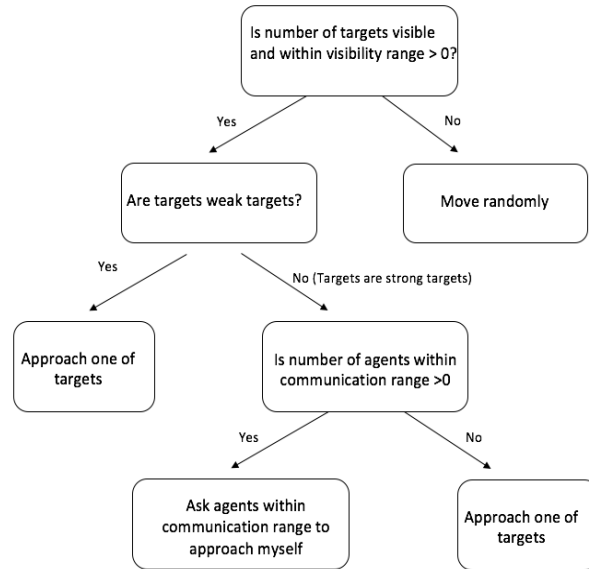 Is number of targets visible
and within visibility range > 0?
Yes
No
Are targets weak targets?
Move randomly
Yes
No (Targets are strong targets)
Approach one of
targets
Is number of agents within
communication range >0
Yes
No
Ask agents within
communication range to
approach myself
Approach one of
targets